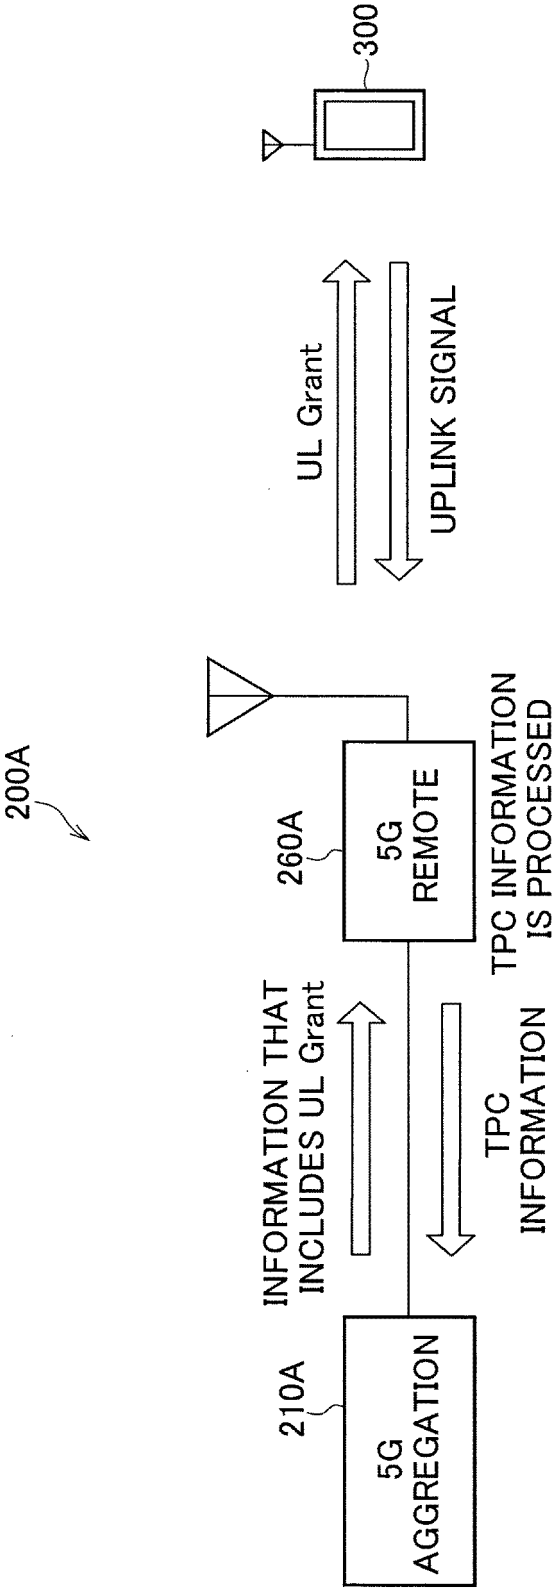 200A
210A
5G
AGGREGATION
INFORMATION THAT
INCLUDES UL Grant
TPC
INFORMATION
260A
5G
REMOTE
TPC INFORMATION
IS PROCESSED
UL Grant
UPLINK SIGNAL
300